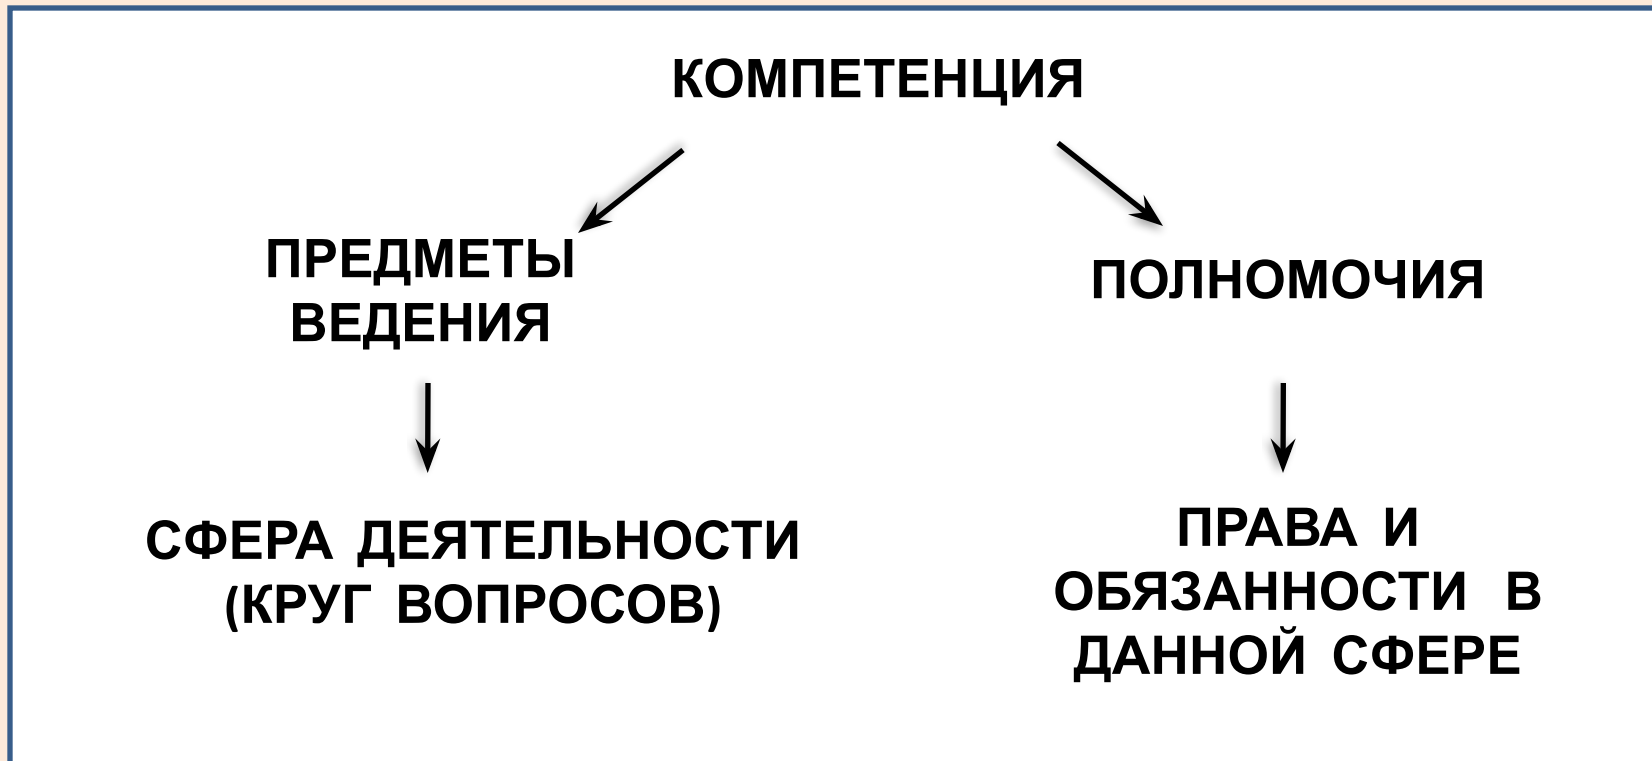 КОМПЕТЕНЦИЯ
ПРЕДМЕТЫ
ВЕДЕНИЯ
ПОЛНОМОЧИЯ
СФЕРА ДЕЯТЕЛЬНОСТИ
(КРУГ ВОПРОСОВ)
ПРАВА И
ОБЯЗАННОСТИ В
ДАННОЙ СФЕРЕ